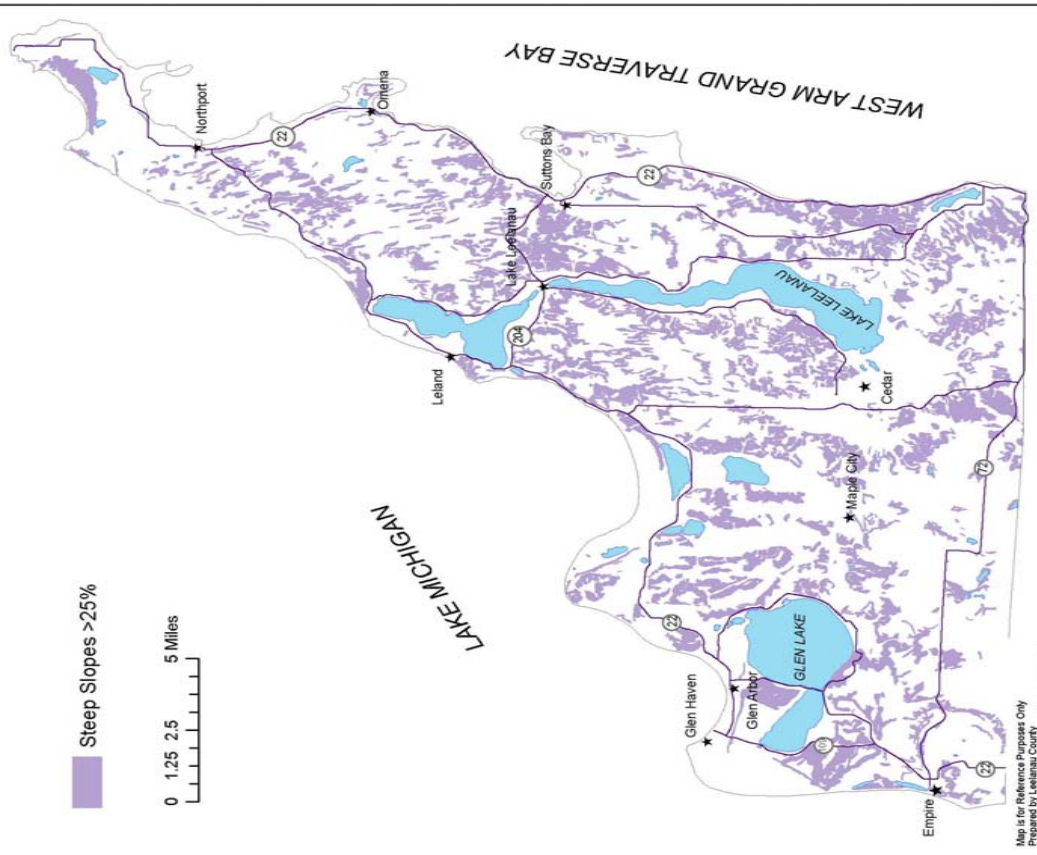 Steep Slopes >25%
0 1.25 2.5 5 Miles
LAKE MICHIGAN
WEST ARM GRAND TRAVERSE BAY
Northport
22
Omena
Suttons Bay
22
Lake Leelanau
204
Leland
LAKE LEELANAU
Cedar
Maple City
72
22
GLEN LAKE
Glen Haven
Glen Arbor
Empire
22
Map is for Reference Purposes Only
Prepared by Leelanau County